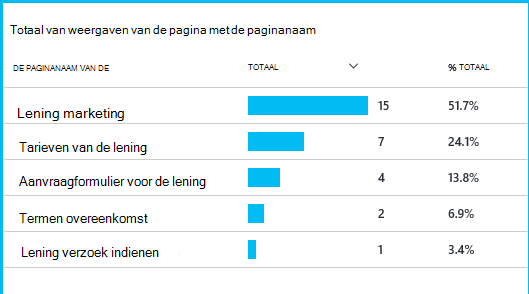 Totaal van weergaven van de pagina met de paginanaam
DE PAGINANAAM VAN DE TOTAAL % TOTAAL
Lening marketing 15 51.7%
Tarieven van de lening 7 24.1%
Aanvraagformulier voor de lening 4 13.8%
Termen overeenkomst 2 6.9%
Lening verzoek indienen 1 3.4%